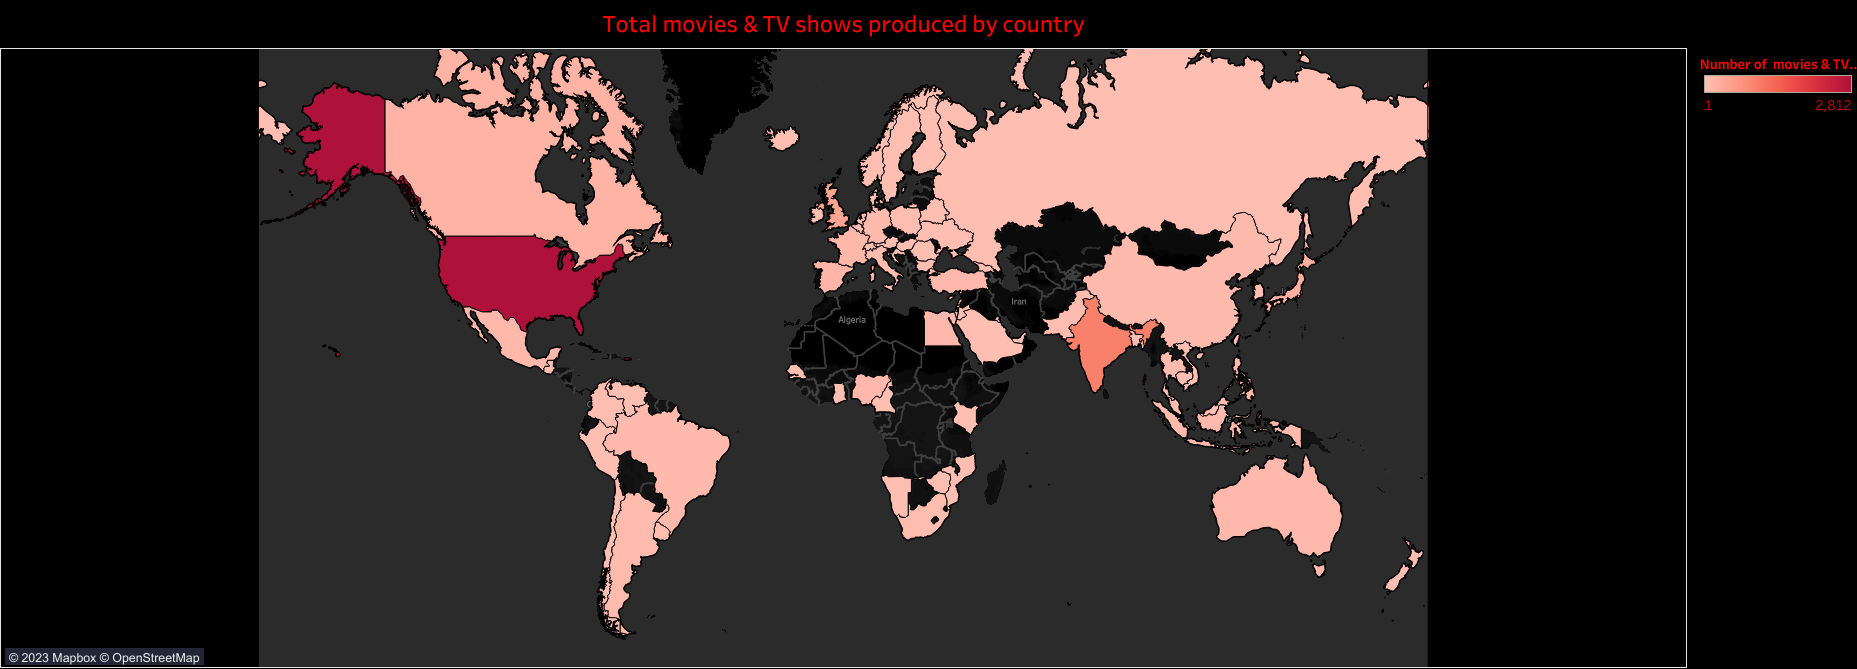 Total movies & TV shows produced by country
Number of movies & TV..
1 2,812
Iran
Algeria
© 2023 Mapbox © OpenStreetMap